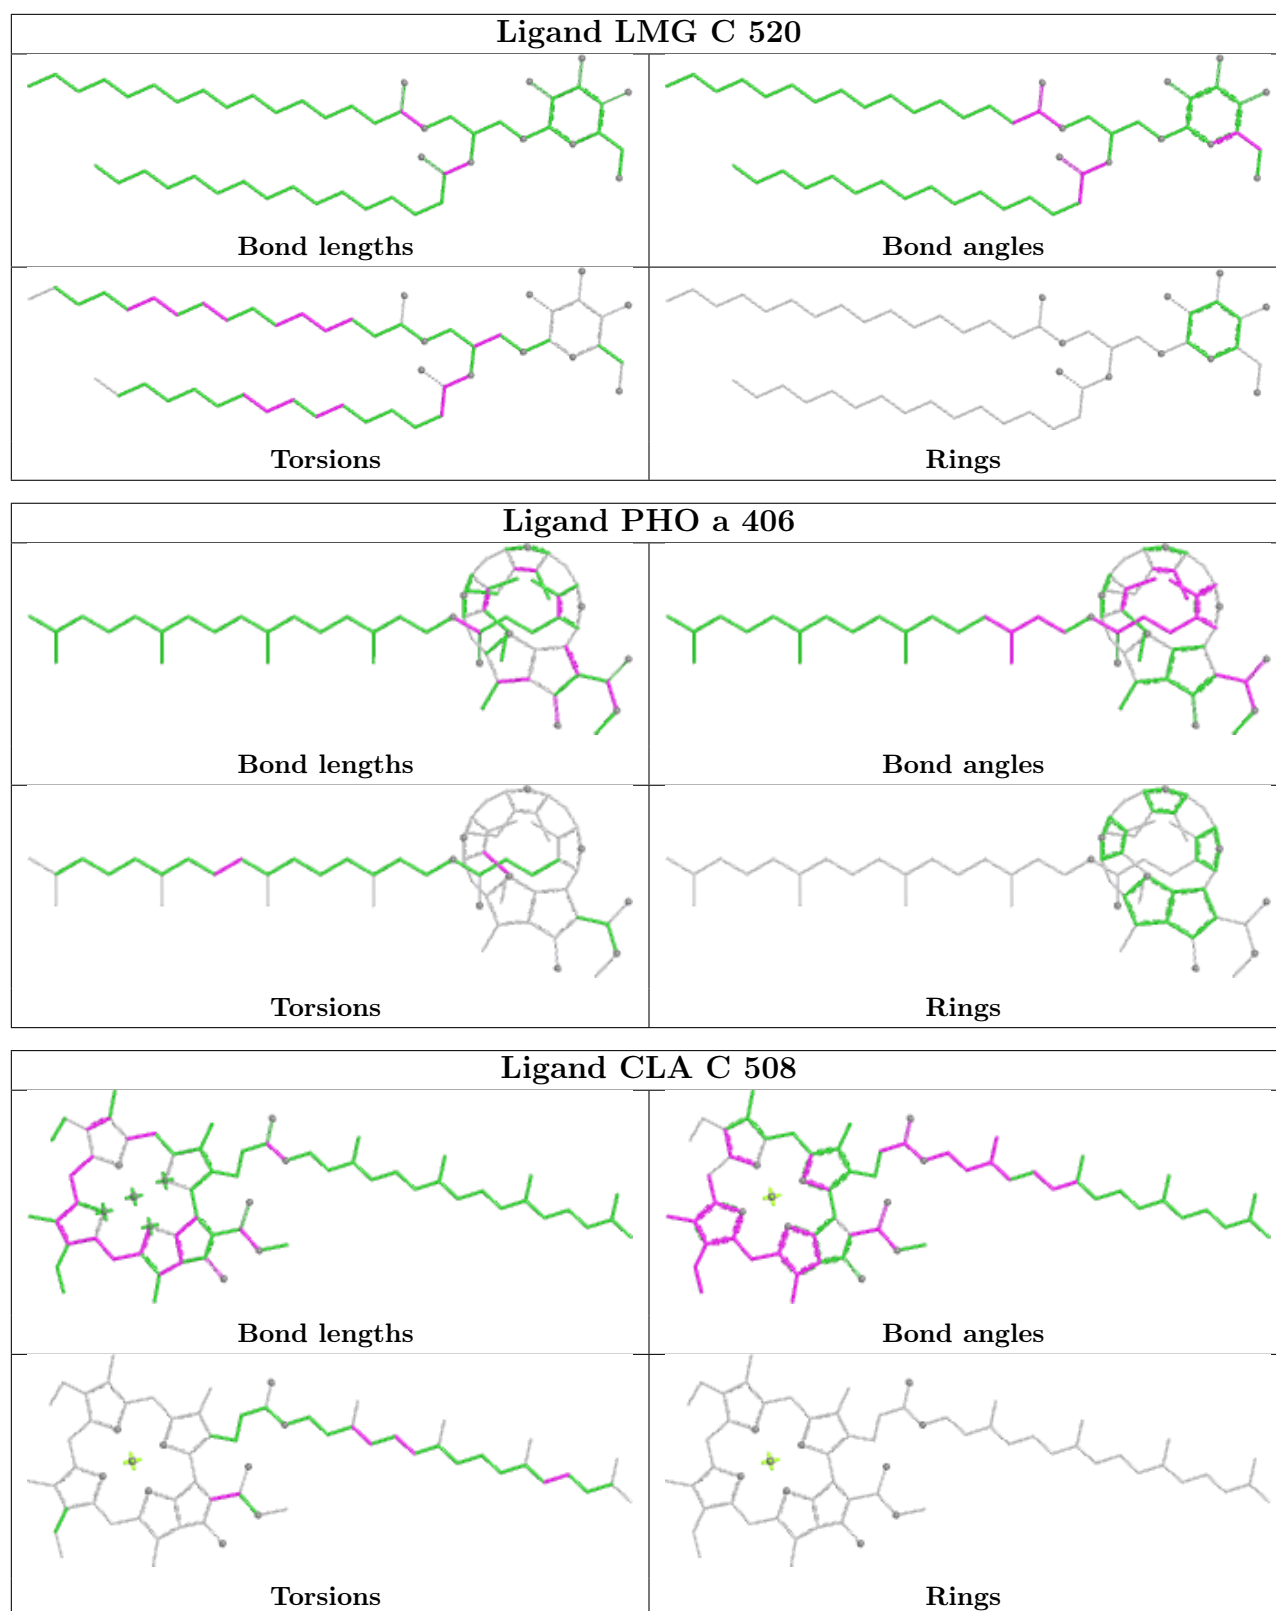 Ligand LMG C 520
Bond lengths
Bond angles
Torsions
Rings
Ligand PHO a 406
Bond lengths
Bond angles
Torsions
Rings
Ligand CLA C 508
Bond lengths
Bond angles
Torsions
Rings